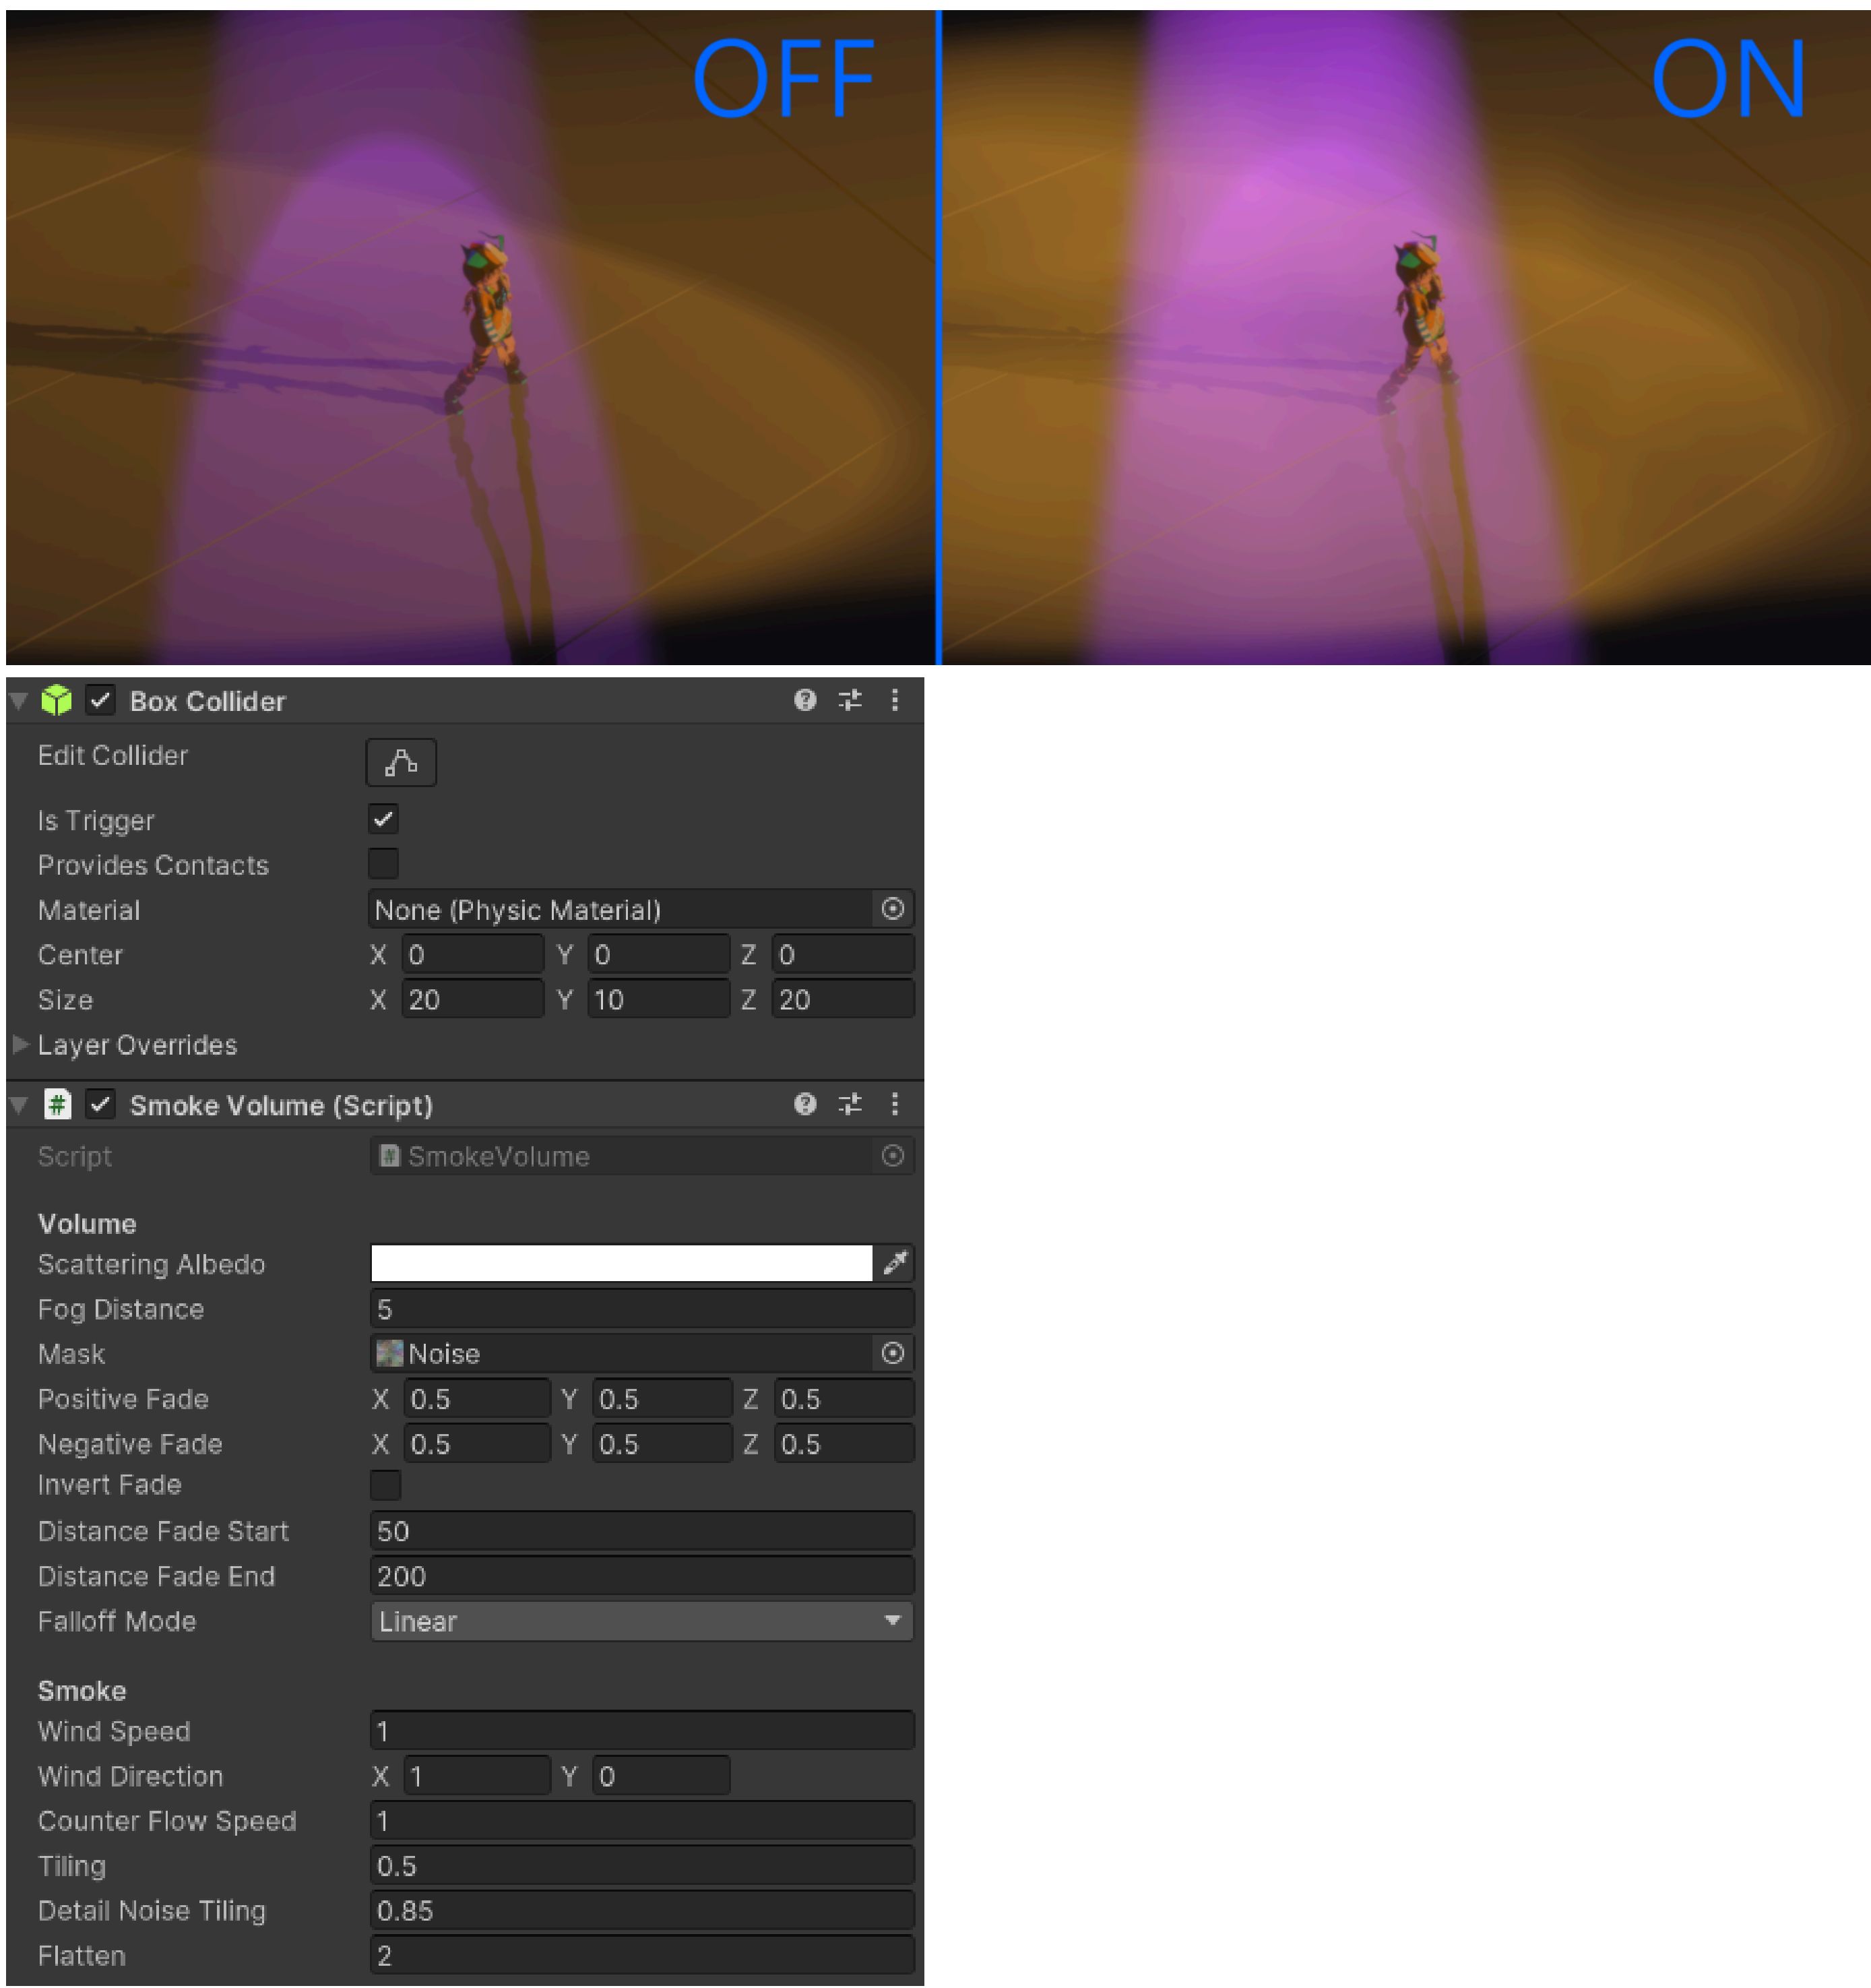 OFF
ON
Box Collider
Edit Collider
Is Trigger
Provides Contacts
Material None (Physic Material)
Center X 0 Y 0 Z 0
Size X 20 Y 10 Z 20
Layer Overrides
# Smoke Volume (Script)
Script # SmokeVolume
Volume
Scattering Albedo
Fog Distance 5
Mask Noise
Positive Fade X 0.5 Y 0.5 Z 0.5
Negative Fade X 0.5 Y 0.5 Z 0.5
Invert Fade
Distance Fade Start 50
Distance Fade End 200
Falloff Mode Linear
Smoke
Wind Speed 1
Wind Direction X 1 Y 0
Counter Flow Speed 1
Tiling 0.5
Detail Noise Tiling 0.85
Flatten 2